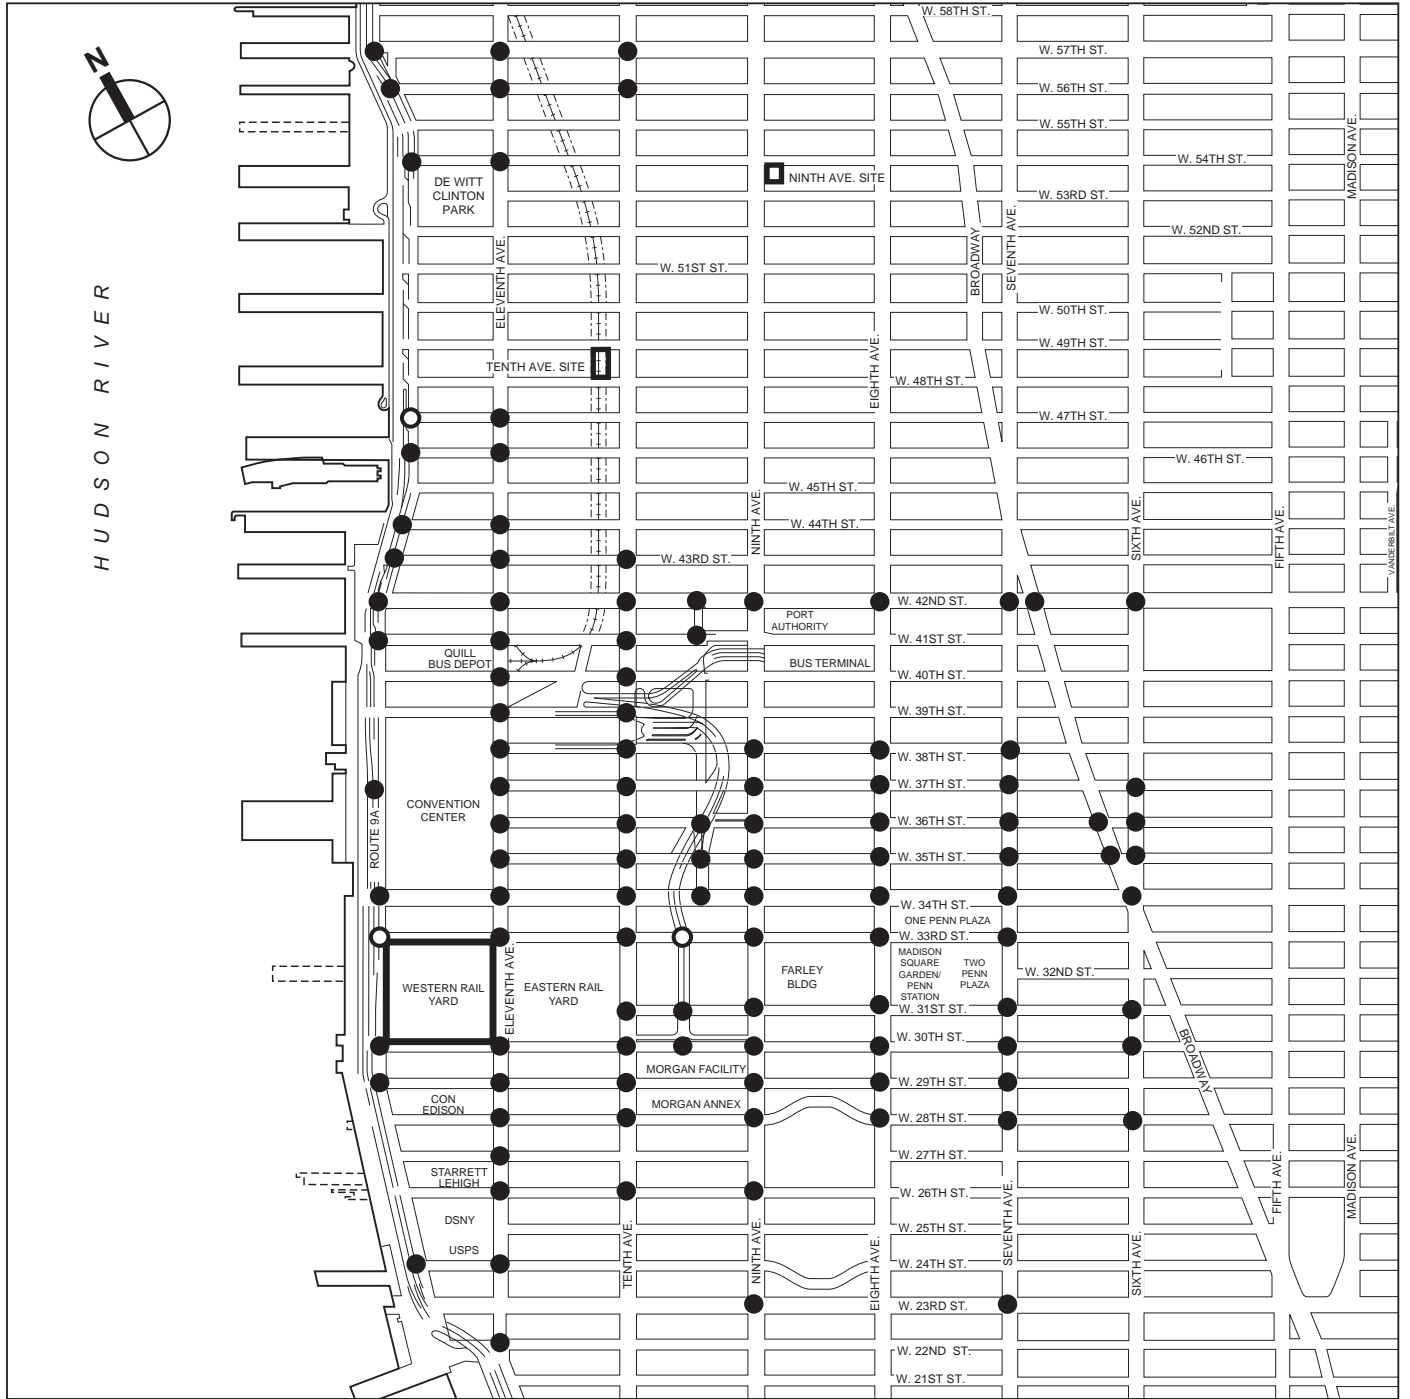 W. 58TH ST.
W. 57TH ST.
N
W. 56TH ST.
W. 55TH ST.
MADISON AVE.
W. 54TH ST.
NINTH AVE. SITE
DE WITT
CLINTON
PARK
W. 53RD ST.
W. 52ND ST.
ELEVENTH AVE.
BROADWAY
SEVENTH AVE.
W. 51ST ST.
HUDSON RIVER
W. 50TH ST.
W. 49TH ST.
EIGHTH AVE.
TENTH AVE. SITE
W. 48TH ST.
W. 47TH ST.
W. 46TH ST.
W. 45TH ST.
NINTH AVE.
W. 44TH ST.
SIXTH AVE.
FIFTH AVE.
VANDERBILT AVE.
W. 43RD ST.
W. 42ND ST.
PORT
AUTHORITY
W. 41ST ST.
QUILL
BUS DEPOT
BUS TERMINAL
W. 40TH ST.
W. 39TH ST.
W. 38TH ST.
W. 37TH ST.
CONVENTION
CENTER
ROUTE 9A
W. 36TH ST.
W. 35TH ST.
W. 34TH ST.
ONE PENN PLAZA
W. 33RD ST.
MADISON
SQUARE
GARDEN/
PENN
STATION
TWO
PENN
PLAZA
W. 32ND ST.
FARLEY
BLDG
WESTERN RAIL
YARD
ELEVENTH AVE.
EASTERN RAIL
YARD
W. 31ST ST.
W. 30TH ST.
BROADWAY
MORGAN FACILITY
W. 29TH ST.
CON
EDISON
MORGAN ANNEX
W. 28TH ST.
W. 27TH ST.
STARRETT
LEHIGH
W. 26TH ST.
FIFTH AVE.
MADISON AVE.
DSNY
W. 25TH ST.
USPS
W. 24TH ST.
TENTH AVE.
NINTH AVE.
EIGHTH AVE.
SEVENTH AVE.
SIXTH AVE.
W. 23RD ST.
W. 22ND ST.
W. 21ST ST.